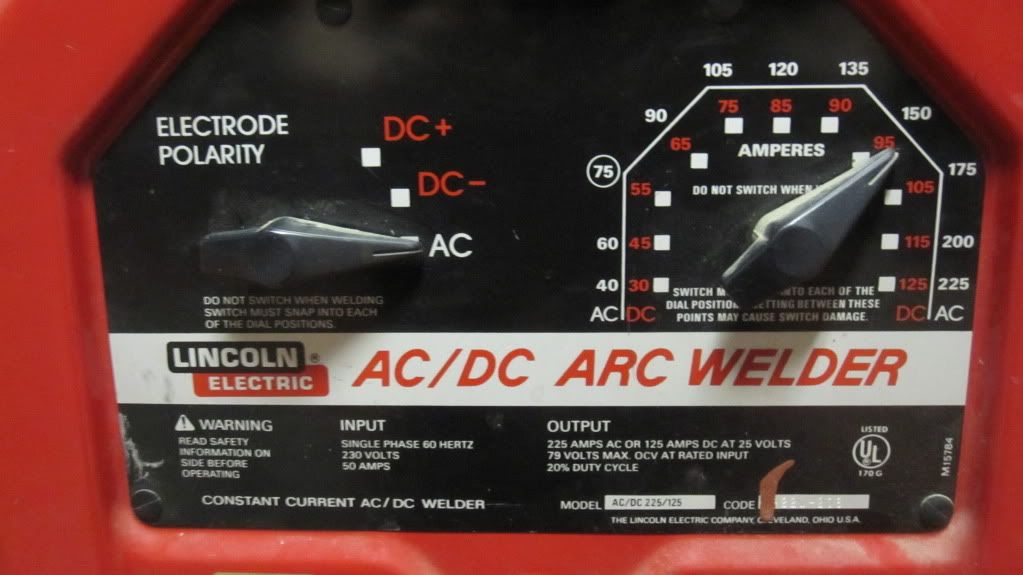 ELECTRODE
POLARITY
DC+
DC-
AC
DO NOT SWITCH WHEN WELDING
SWITCH MUST SNAP INTO EACH
OF THE DIAL POSITIONS.
105 120 135
90 150
75 175
60 200
40 225
AC AC
75 85 90
65 95
55 105
45 115
30 125
DC DC
AMPERES
DO NOT SWITCH WHEN
SWITCH INTO EACH OF THE
DIAL BETWEEN THESE
POINTS MAY CAUSE SWITCH DAMAGE.
LINCOLN ®
ELECTRIC
AC/DC ARC WELDER
WARNING
READ SAFETY
INFORMATION ON
SIDE BEFORE
OPERATING
INPUT
SINGLE PHASE 60 HERTZ
230 VOLTS
50 AMPS
OUTPUT
225 AMPS AC OR 125 AMPS DC AT 25 VOLTS
79 VOLTS MAX. OCV AT RATED INPUT
20% DUTY CYCLE
LISTED
UL
170 G
M15784
CONSTANT CURRENT AC/DC WELDER
MODEL AC/DC 225/125 CODE
THE LINCOLN ELECTRIC COMPANY, CLEVELAND, OHIO U.S.A.